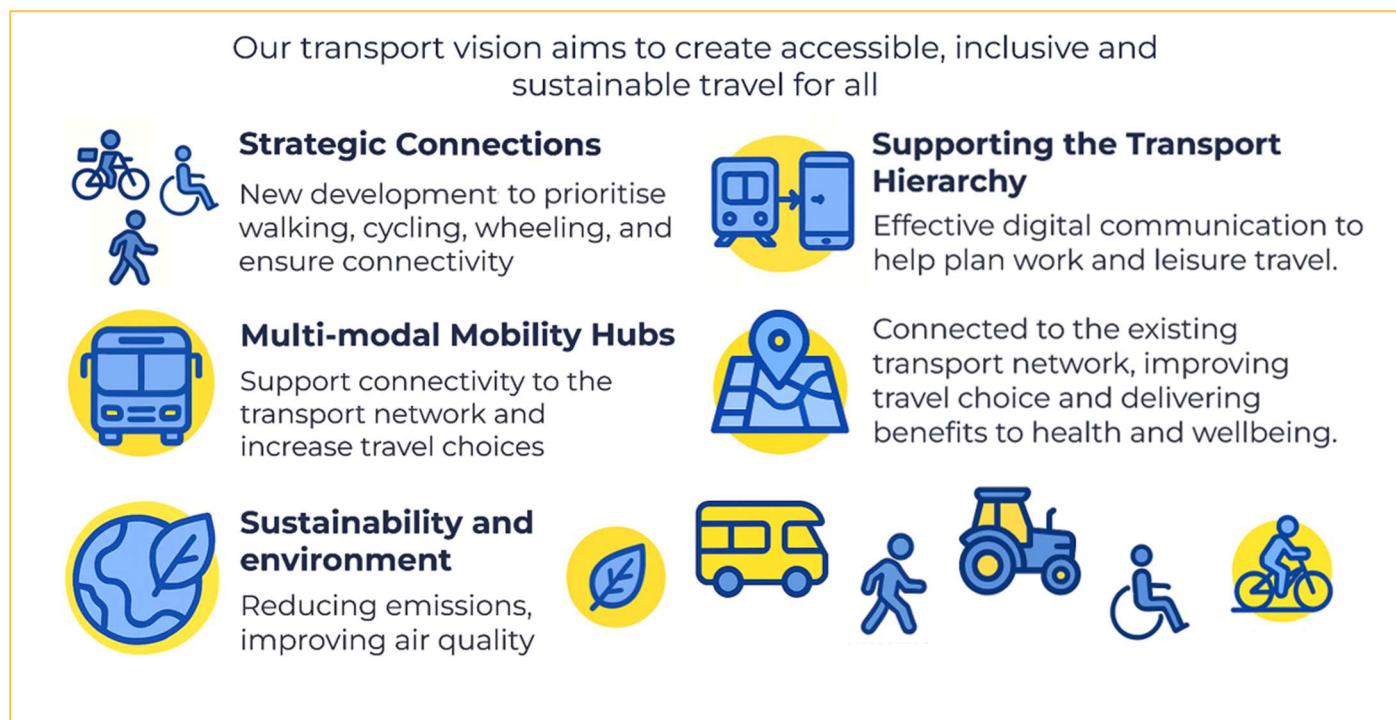 Our transport vision aims to create accessible, inclusive and
sustainable travel for all
Strategic Connections
New development to prioritise
walking, cycling, wheeling, and
ensure connectivity
Multi-modal Mobility Hubs
Support connectivity to the
transport network and
increase travel choices
Sustainability and
environment
Reducing emissions,
improving air quality
Supporting the Transport
Hierarchy
Effective digital communication to
help plan work and leisure travel.
Connected to the existing
transport network, improving
travel choice and delivering
benefits to health and wellbeing.